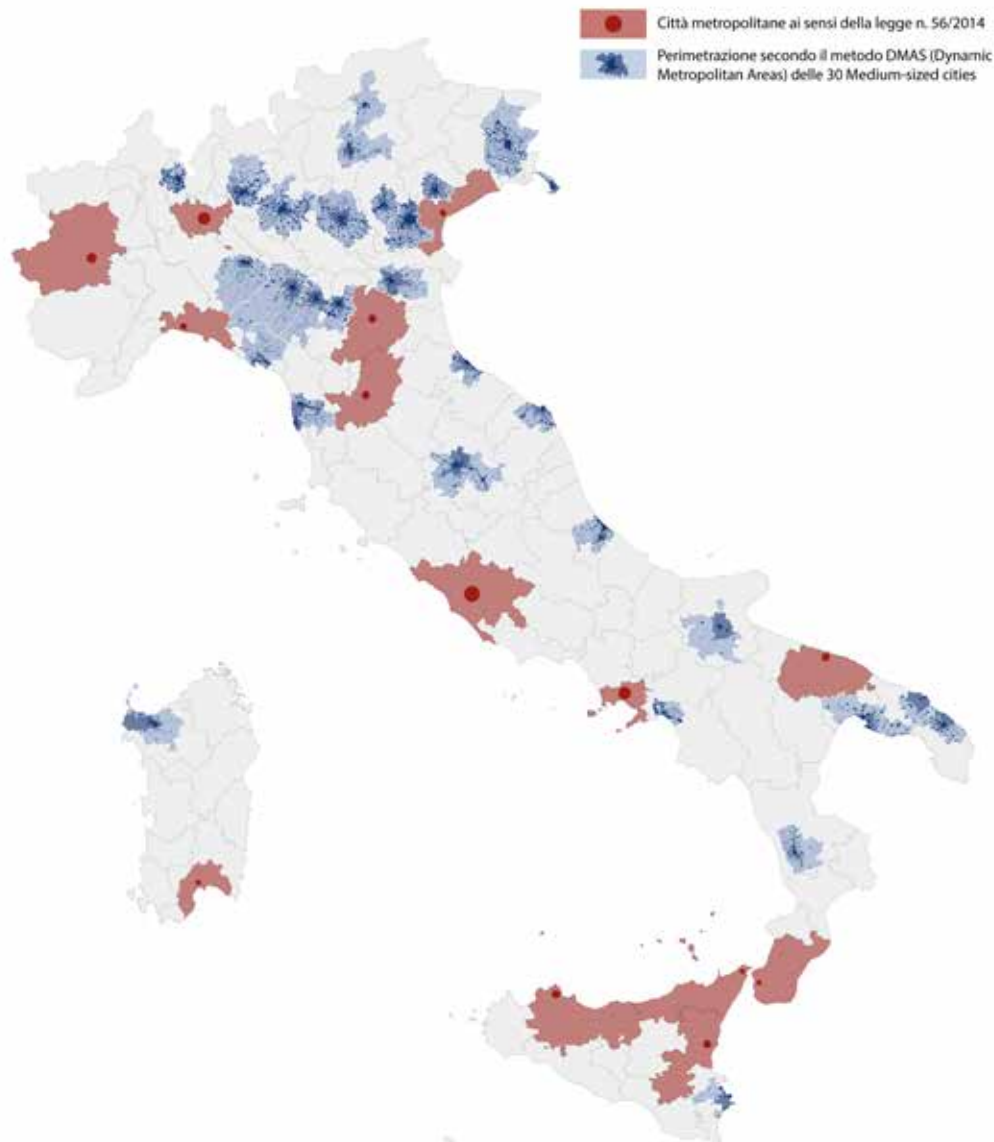 Città metropolitane ai sensi della legge n. 56/2014
Perimetrazione secondo il metodo DMAS (Dynamic
Metropolitan Areas) delle 30 Medium-sized cities